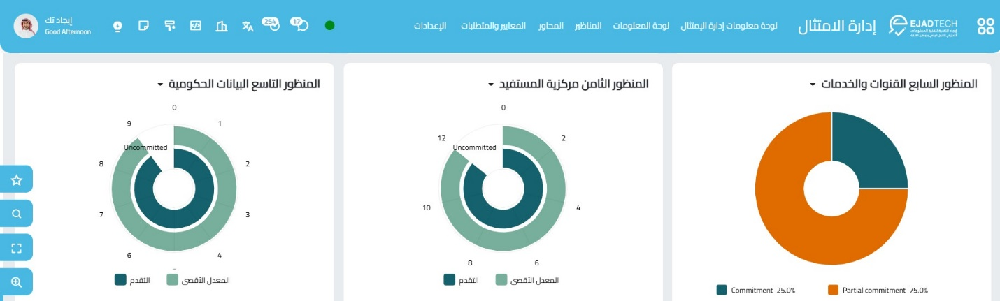 EJADTECH
إدارة الامتثال
لوحة معلومات إدارة الإمتثال
لوحة المعلومات
المناظير
المحاور
المعايير والمتطلبات
الإعدادات
17
254
إيجاد تك
Good Afternoon
المنظور السابع القنوات والخدمات
Commitment 25.0%
Partial commitment 75.0%
المنظور الثامن مركزية المستفيد
0
2
4
6
8
10
12
Uncommitted
المعدل الأقصى
التقدم
المنظور التاسع البيانات الحكومية
0
1
2
3
4
6
7
8
9
Uncommitted
المعدل الأقصى
التقدم